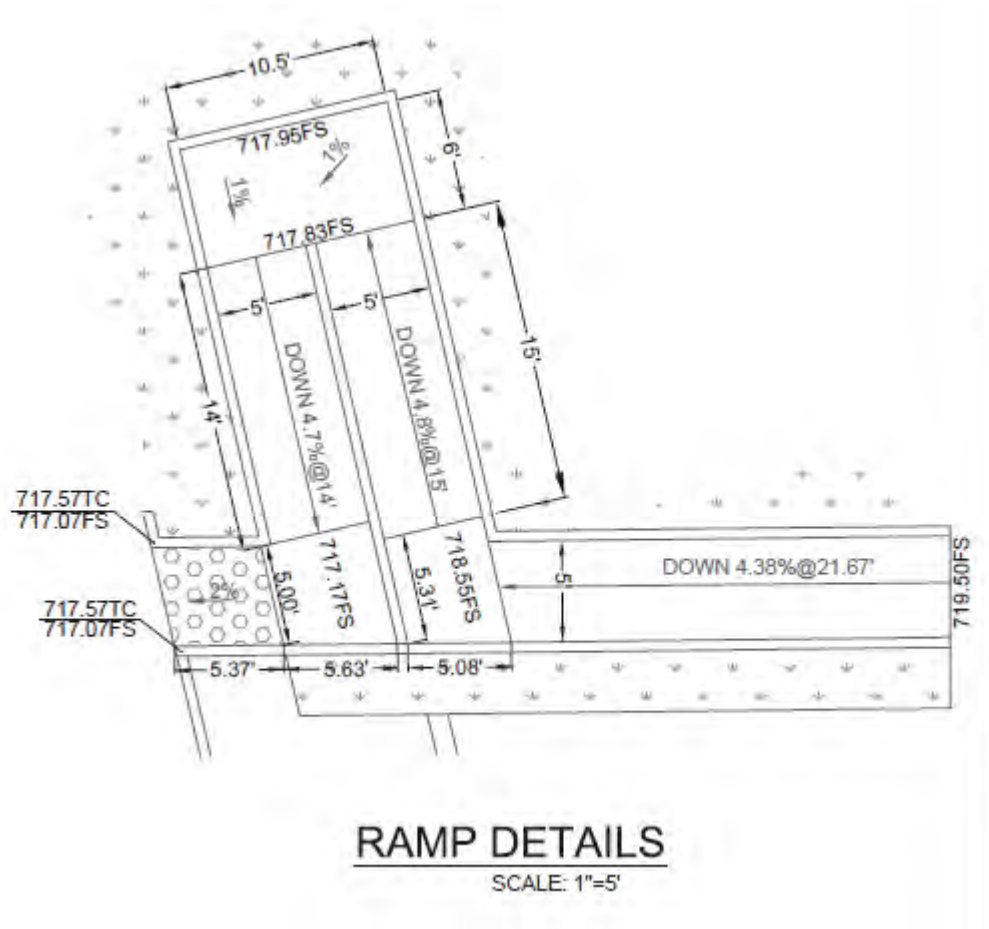 10.5'
717.95FS
1%
1%
6'
717.83FS
5'
5'
15'
DOWN 4.7%@14'
DOWN 4.8%@15'
14'
717.57TC
717.07FS
2%
5.00'
717.17FS
5.31'
718.55FS
5'
DOWN 4.38%@21.67'
719.50FS
717.57TC
717.07FS
5.37'
5.63'
5.08'
RAMP DETAILS
SCALE: 1"=5'